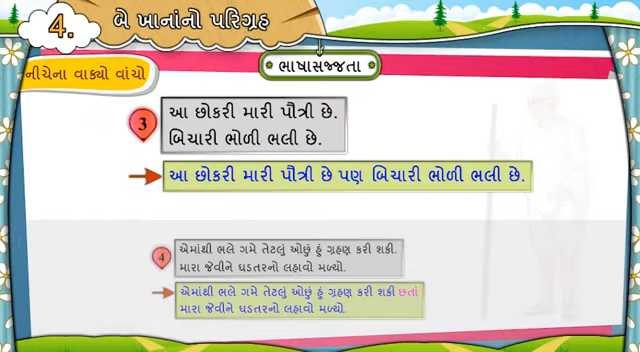 4. બે ખાનાંનો પરિગ્રહ
ભાષાસજ્જતા
નીચેના વાક્યો વાંચો
3
આ છોકરી મારી પૌત્રી છે.
બિચારી ભોળી ભલી છે.
આ છોકરી મારી પૌત્રી છે પણ બિચારી ભોળી ભલી છે.
4
એમાંથી ભલે ગમે તેટલું ઓછું હું ગ્રહણ કરી શકી.
મારા જેવીને ઘડતરનો લહાવો મળ્યો.
એમાંથી ભલે ગમે તેટલું ઓછું હું ગ્રહણ કરી શકી છતાં
મારા જેવીને ઘડતરનો લહાવો મળ્યો.